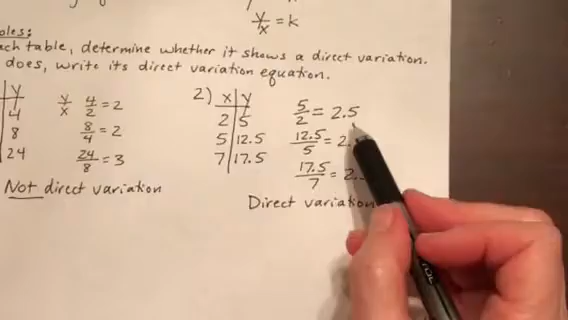 y/x = k
ach table, determine whether it shows a direct variation.
does, write its direct variation equation.
y y/x 4/2 = 2
4
8 8/4 = 2
24 24/8 = 3
Not direct variation
2) x y
2 5 5/2 = 2.5
5 12.5 12.5/5 = 2.
7 17.5 17.5/7 = 2.
Direct variation